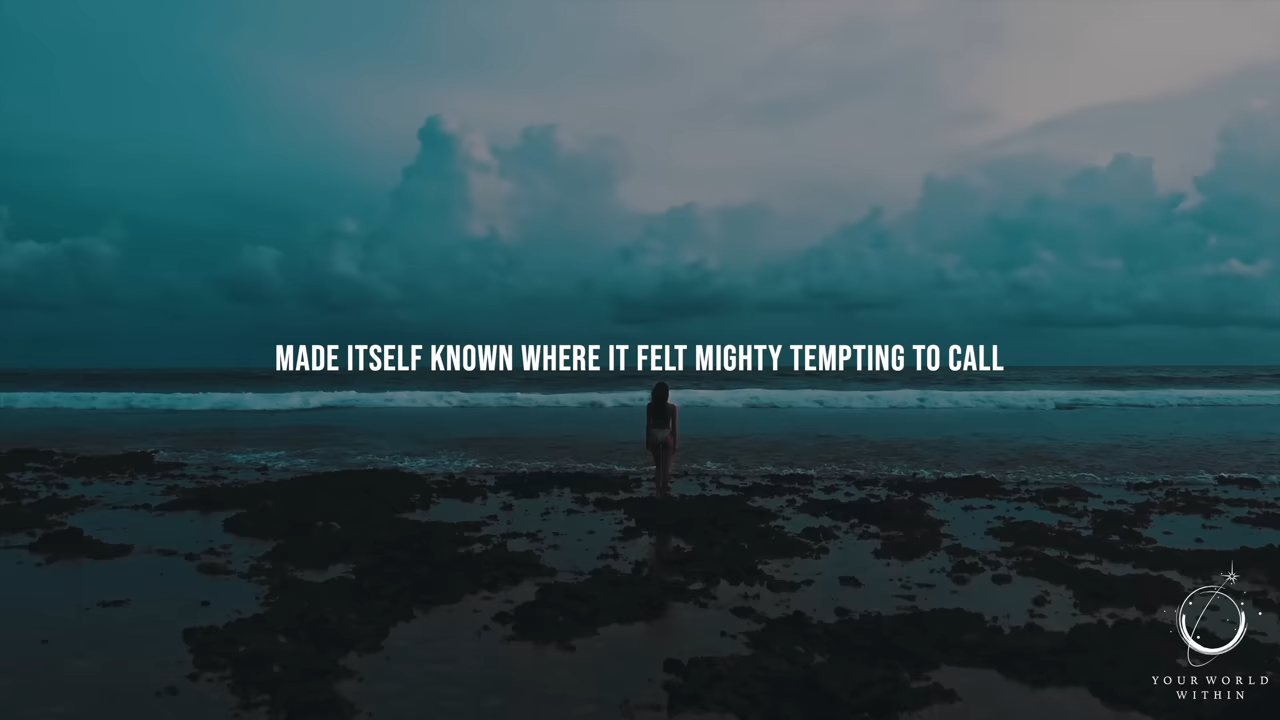 MADE ITSELF KNOWN WHERE IT FELT MIGHTY TEMPTING TO CALL
YOUR WORLD
WITHIN